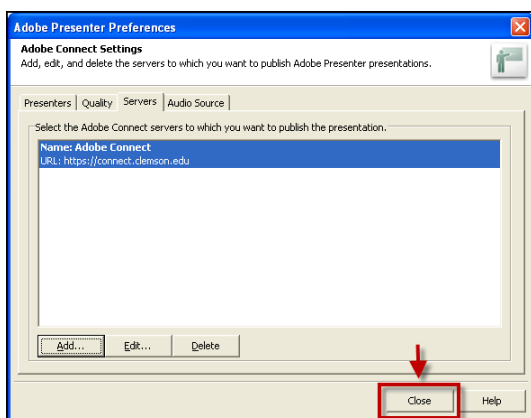 Adobe Presenter Preferences
Adobe Connect Settings
Add, edit, and delete the servers to which you want to publish Adobe Presenter presentations.
Presenters Quality Servers Audio Source
Select the Adobe Connect servers to which you want to publish the presentation.
Name: Adobe Connect
URL: https://connect.clemson.edu
Add... Edit... Delete
Close Help